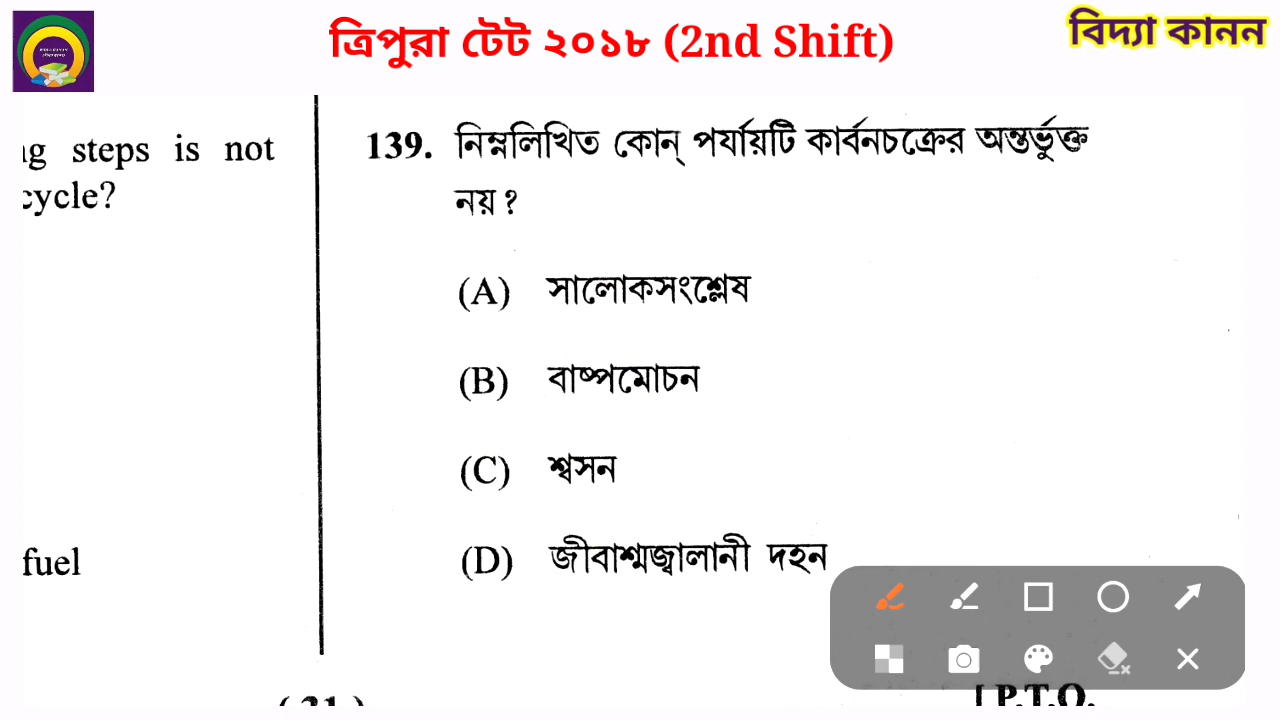 ত্রিপুরা টেট ২০১৮ (2nd Shift)
বিদ্যা কানন
steps is not
cycle?
fuel
139. নিম্নলিখিত কোন্ পর্যায়টি কার্বনচক্রের অন্তর্ভুক্ত
নয় ?
(A) সালোকসংশ্লেষ
(B) বাষ্পমোচন
(C) শ্বসন
(D) জীবাশ্মজ্বালানী দহন
( 31 )
[ P.T.O.